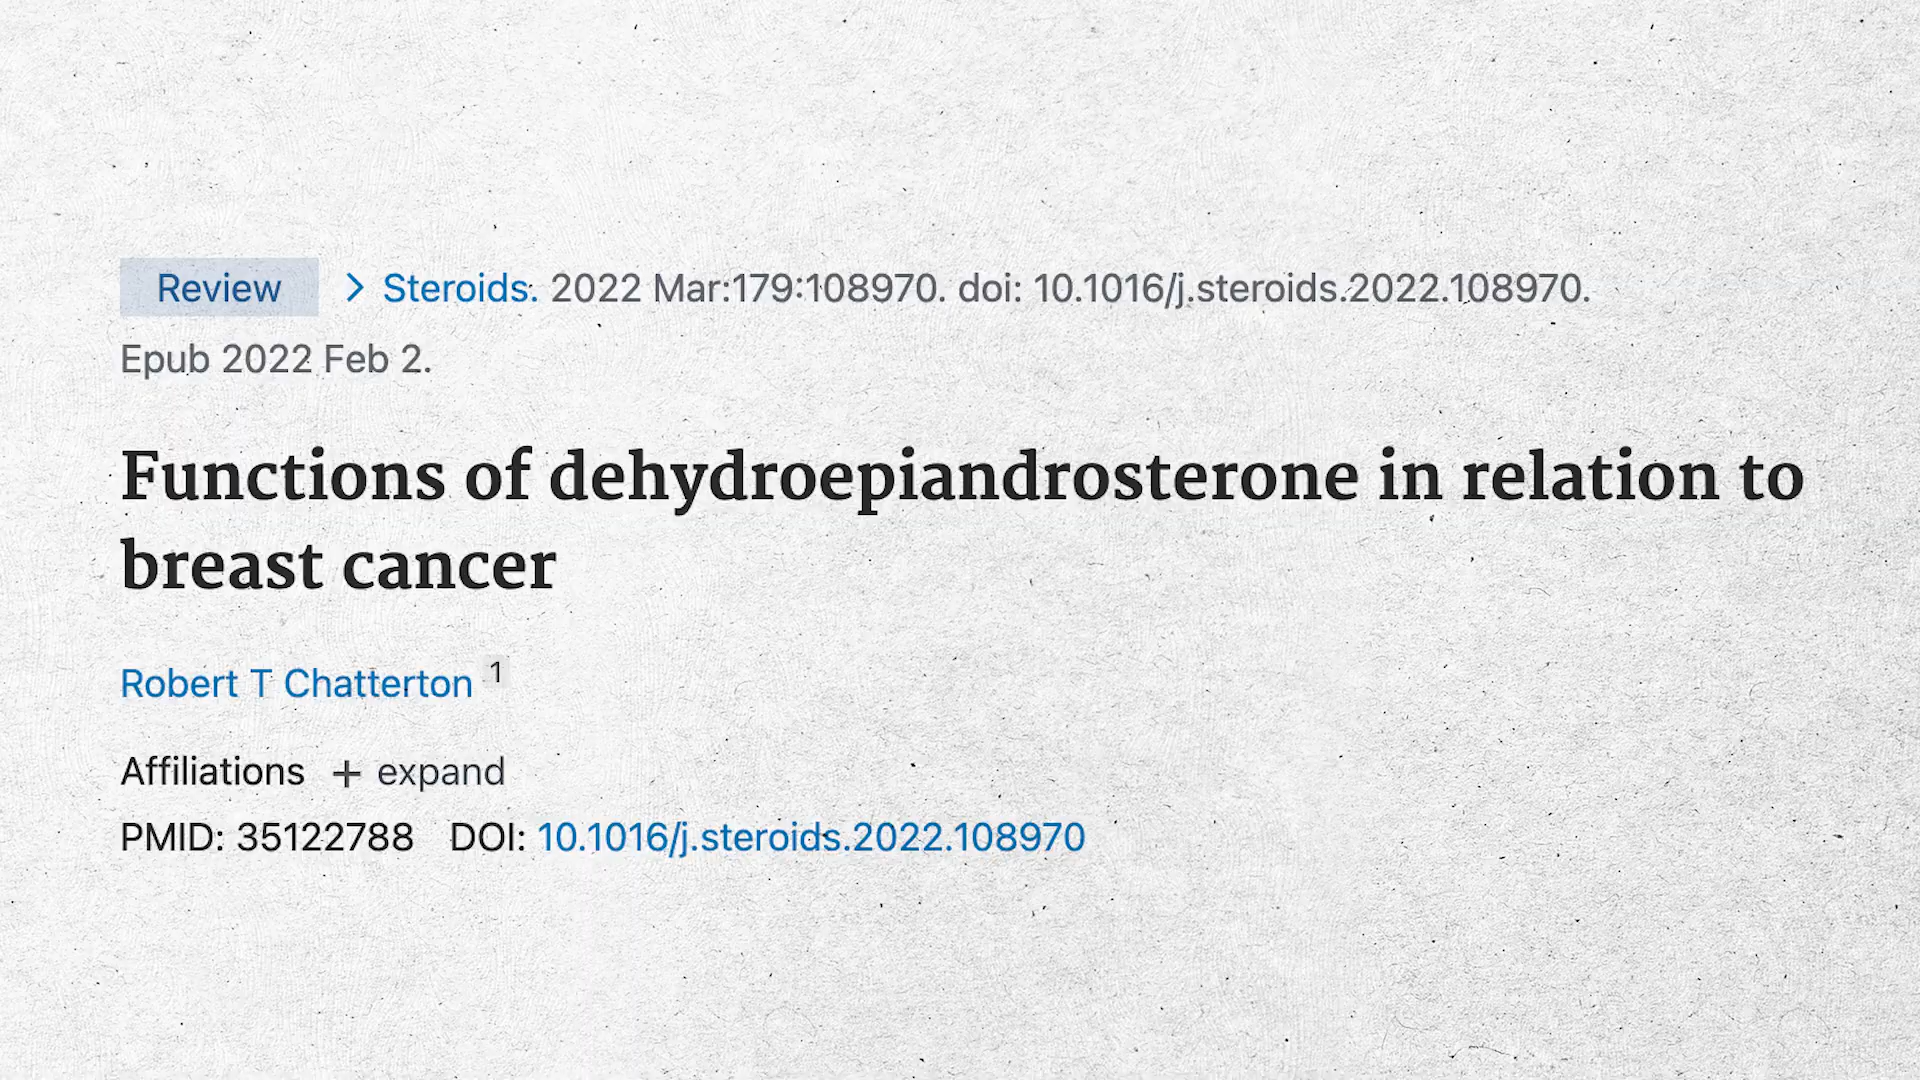 Review > Steroids. 2022 Mar:179:108970. doi: 10.1016/j.steroids.2022.108970.
Epub 2022 Feb 2.
Functions of dehydroepiandrosterone in relation to
breast cancer
Robert T Chatterton 1
Affiliations + expand
PMID: 35122788 DOI: 10.1016/j.steroids.2022.108970